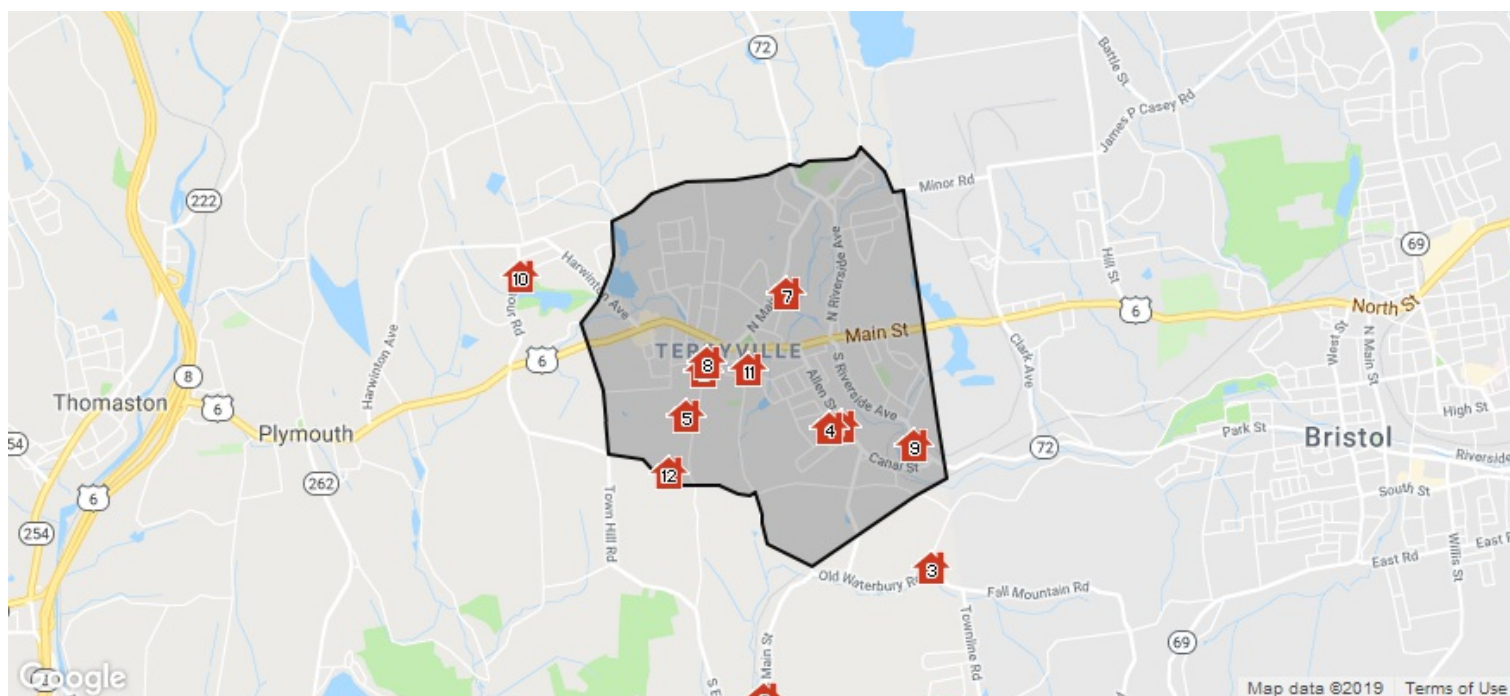 72
Battle St
James P Casey Rd
222
Minor Rd
69
Harwinton Ave
10
our Rd
N Riverside Ave
Hill St
7
N Mai
6
North St
Main St
West St
N Main St
6
TER YVILLE
8
11
Clark Ave
8
Thomaston
6
Harwinton Ave
Allen St
S Riverside Ave
5
4
High St
Plymouth
9
Park St
Bristol
72
Canal St
Riverside
54
12
262
6
South St
254
Town Hill Rd
Willis St
East Rd
East R
Old Waterbury R
3
Fall Mountain Rd
Townline Rd
69
Main St
S E
Google
Map data ©2019
Terms of Use